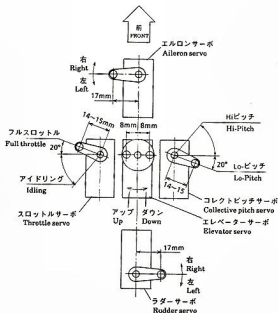 前
FRONT
エルロンサーボ
Aileron servo
右
Right
左
Left
17mm
フルスロットル
Full throttle
14~15mm
20°
アイドリング
Idling
スロットルサーボ
Throttle servo
8mm 8mm
Hiピッチ
Hi-Pitch
20°
Lo-ピッチ
Lo-Pitch
14~15
コレクトピッチサーボ
Collective pitch servo
アップ ダウン
Up Down
エレベーターサーボ
Elevator servo
17mm
右
Right
左
Left
ラダーサーボ
Rudder servo